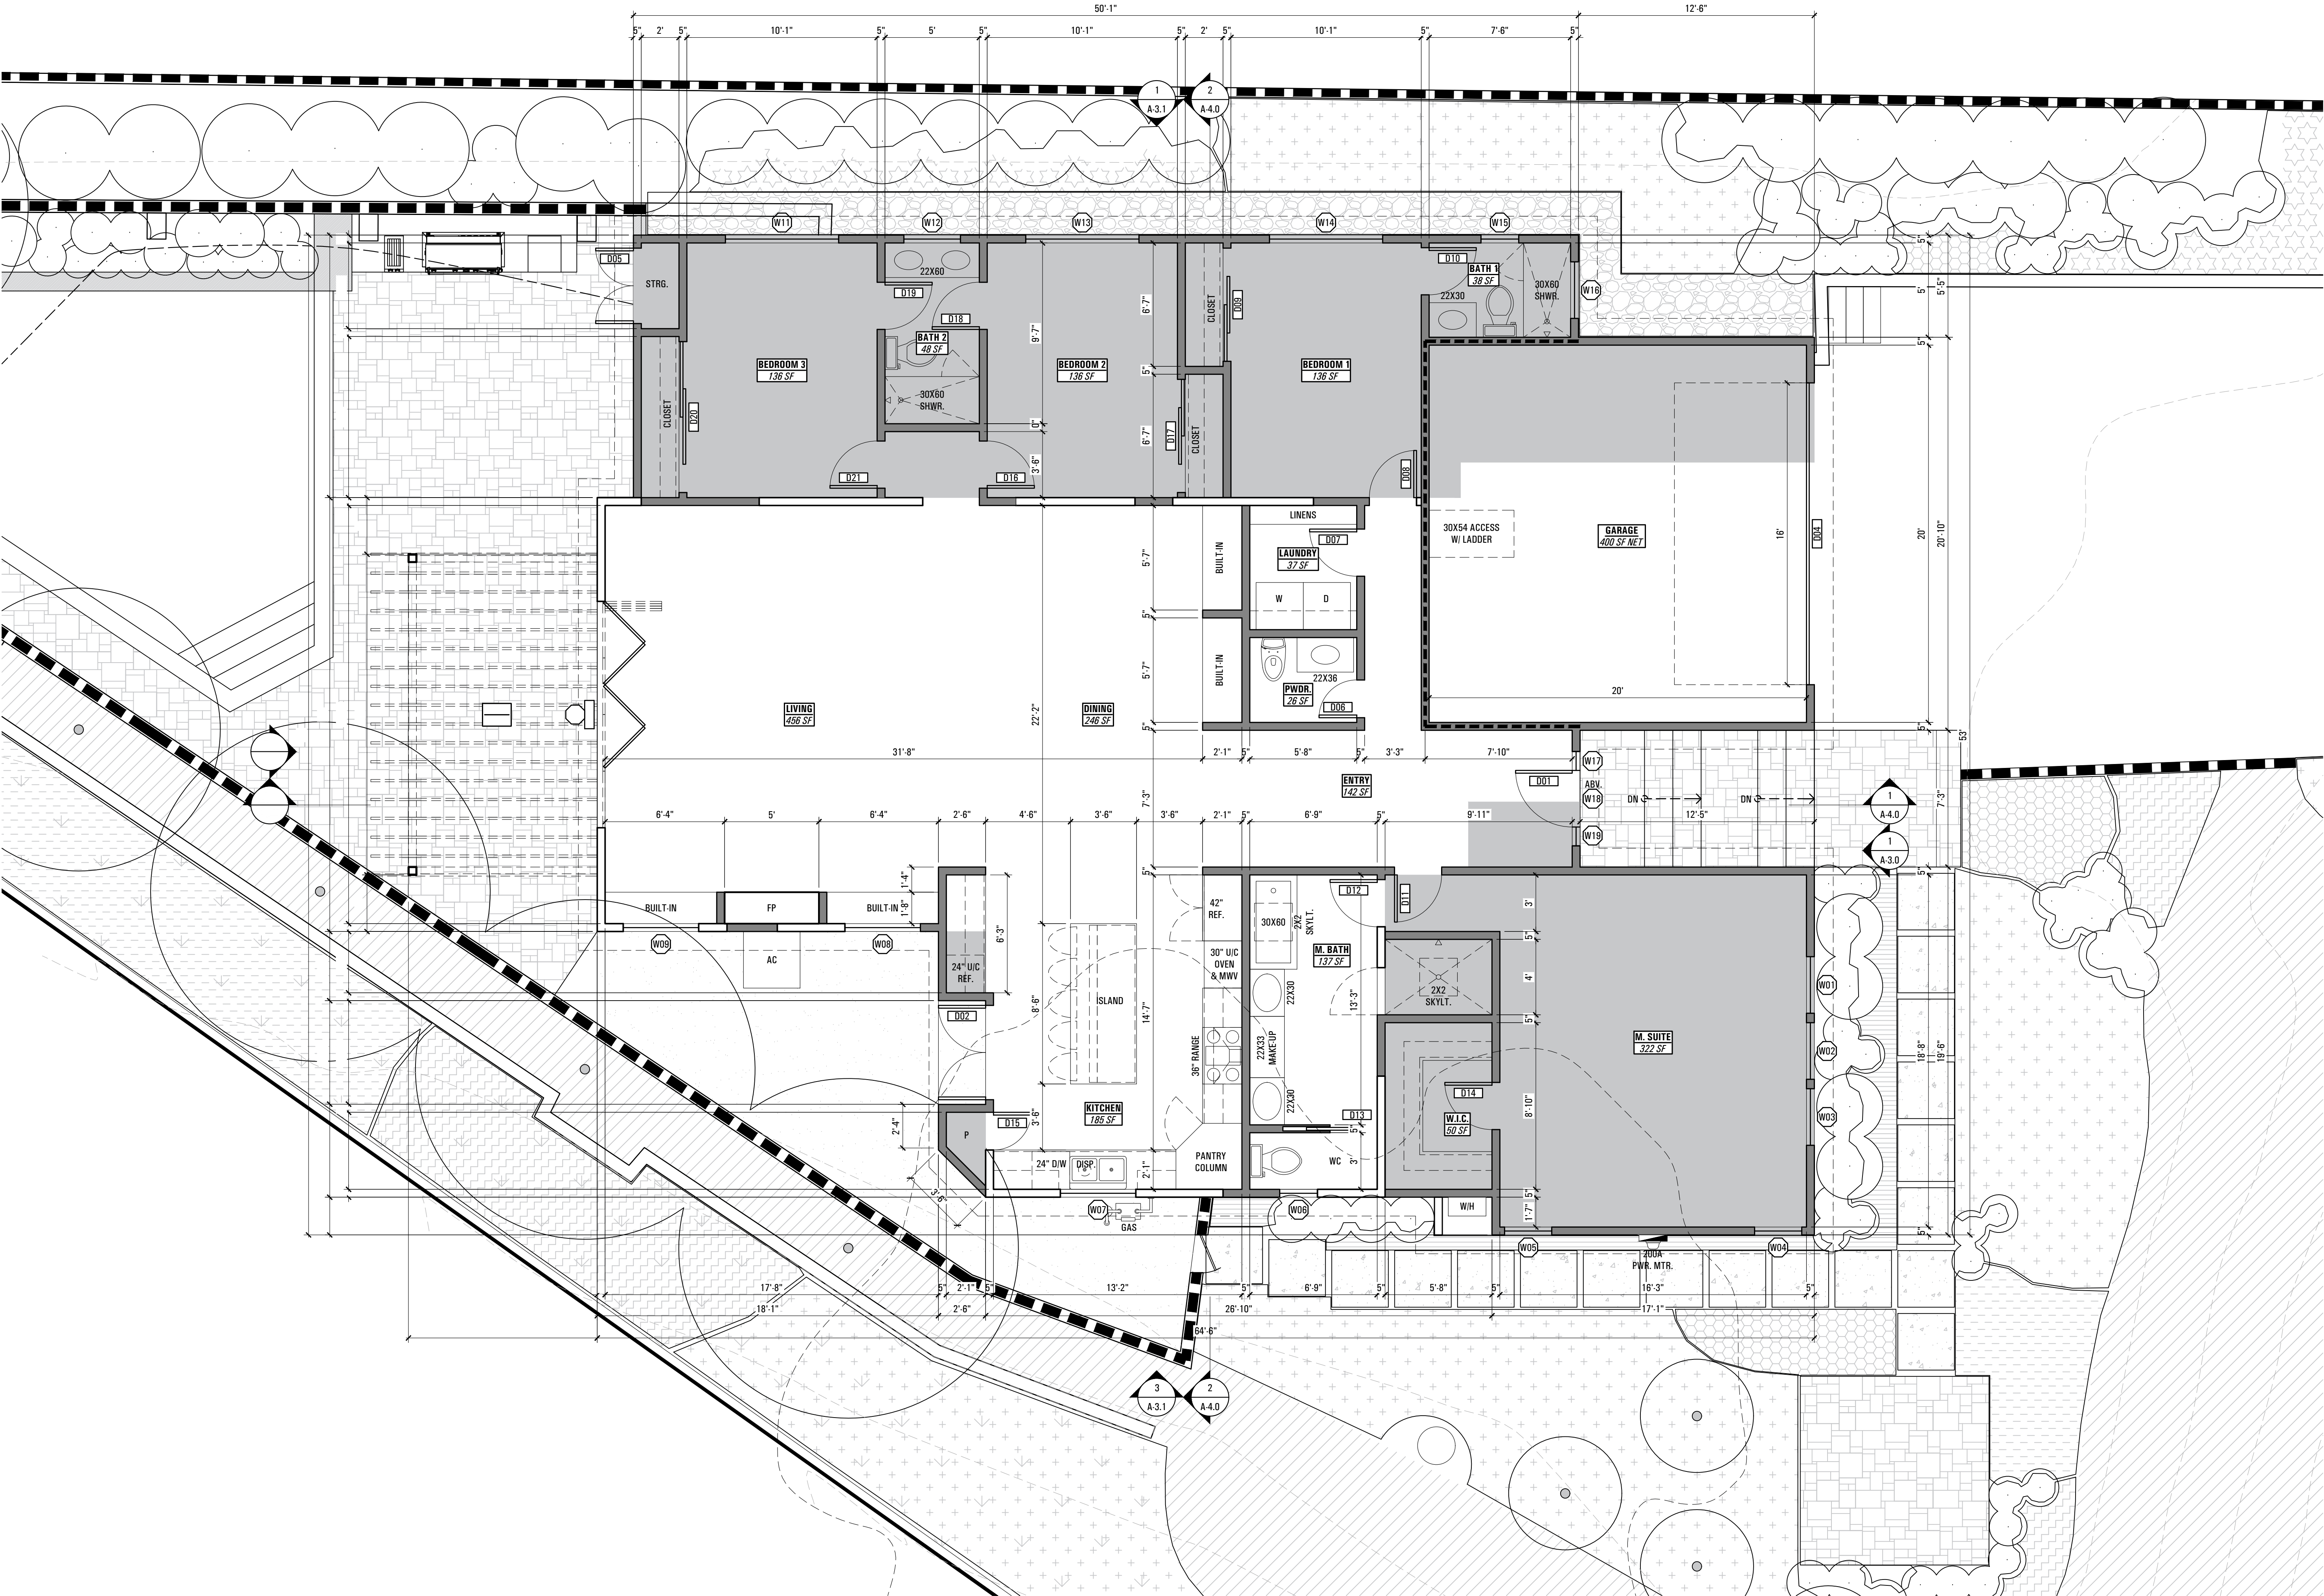 50'-1"
12'-6"
5"
2'
5"
10'-1"
5"
5'
5"
10'-1"
5"
2'
5"
10'-1"
5"
7'-6"
5"
1
A-3.1
2
A-4.0
W11
W12
W13
W14
W15
D05
STRG.
22X60
D19
D18
BATH 2
48 SF
30X60
SHWR.
BEDROOM 3
136 SF
CLOSET
D20
D21
BEDROOM 2
136 SF
D16
9'-7"
0"
3'-6"
6'-7"
5"
6'-7"
CLOSET
D09
D17
CLOSET
BEDROOM 1
136 SF
D08
D10
BATH 1
38 SF
22X30
30X60
SHWR.
W16
5"
5'
5'-5"
5"
GARAGE
400 SF NET
30X54 ACCESS
W/ LADDER
16'
D04
20'
20'-10"
20'
5"
53'
LINENS
D07
LAUNDRY
37 SF
W
D
BUILT-IN
5'-7"
5"
BUILT-IN
5'-7"
5"
22X36
PWDR.
26 SF
D06
LIVING
456 SF
DINING
246 SF
22'-2"
31'-8"
2'-1"
5"
5'-8"
5"
3'-3"
7'-10"
ENTRY
142 SF
D01
W17
ABV.
W18
W19
DN
DN
1
A-4.0
1
A-3.0
7'-3"
7'-3"
6'-4"
5'
6'-4"
2'-6"
4'-6"
3'-6"
3'-6"
2'-1"
5"
6'-9"
5"
9'-11"
12'-5"
5"
5"
1'-4"
1'-8"
BUILT-IN
FP
BUILT-IN
W09
W08
AC
6'-3"
24" U/C
REF.
D02
42"
REF.
30" U/C
OVEN
& MWV
ISLAND
8'-6"
14'-7"
3'-6"
36" RANGE
KITCHEN
185 SF
D15
P
2'-4"
24" D/W
DISP.
2'-1"
PANTRY
COLUMN
3'-6"
W07
GAS
30X60
2X2
SKYLT.
D12
D11
M. BATH
137 SF
22X30
22X33
MAKE-UP
22X30
13'-3"
D13
5"
3'
WC
W06
2X2
SKYLT.
3'
5"
4'
5"
8'-10"
5"
1'-7"
D14
W.I.C.
50 SF
W/H
M. SUITE
322 SF
W01
W02
W03
18'-8"
19'-6"
5"
W05
W04
200A
PWR. MTR.
17'-8"
5"
2'-1"
5"
13'-2"
5"
6'-9"
5"
5'-8"
5"
16'-3"
5"
18'-1"
2'-6"
26'-10"
17'-1"
64'-6"
3
A-3.1
2
A-4.0